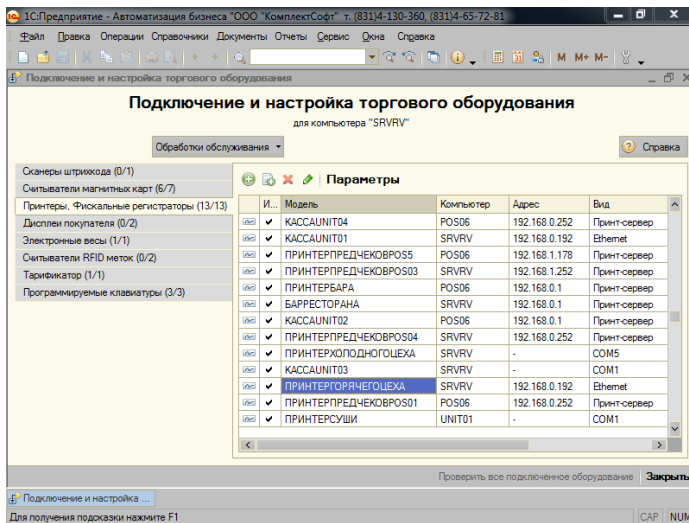 1С:Предприятие - Автоматизация бизнеса "ООО "КомплектСофт" т. (831)4-130-360, (831)4-65-72-81
Файл Правка Операции Справочники Документы Отчеты Сервис Окна Справка
M M+ M-
Подключение и настройка торгового оборудования
Подключение и настройка торгового оборудования
для компьютера "SRVRV"
Обработки обслуживания Справка
Сканеры штрихкода (0/1)
Считыватели магнитных карт (6/7)
Принтеры, Фискальные регистраторы (13/13)
Дисплеи покупателя (0/2)
Электронные весы (1/1)
Считыватели RFID меток (0/2)
Тарификатор (1/1)
Программируемые клавиатуры (3/3)
Параметры
И... Модель Компьютер Адрес Вид
KACCAUNIT04 POS06 192.168.0.252 Принт-сервер
KACCAUNIT01 SRVRV 192.168.0.192 Ethernet
ПРИНТЕРПРЕДЧЕКОВPOS5 POS06 192.168.1.178 Принт-сервер
ПРИНТЕРПРЕДЧЕКОВPOS03 SRVRV 192.168.1.252 Принт-сервер
ПРИНТЕРБАРА POS06 192.168.0.1 Принт-сервер
БАРРЕСТОРАНА SRVRV 192.168.0.1 Принт-сервер
KACCAUNIT02 POS06 192.168.0.1 Принт-сервер
ПРИНТЕРПРЕДЧЕКОВPOS04 SRVRV 192.168.0.252 Принт-сервер
ПРИНТЕРХОЛОДНОГОЦЕХА SRVRV - COM5
KACCAUNIT03 SRVRV - COM1
ПРИНТЕРГОРЯЧЕГОЦЕХА SRVRV 192.168.0.192 Ethernet
ПРИНТЕРПРЕДЧЕКОВPOS01 POS06 192.168.0.252 Принт-сервер
ПРИНТЕРСУШИ UNIT01 - COM1
Проверить все подключенное оборудование Закрыть
Подключение и настройка ...
Для получения подсказки нажмите F1 CAP NUM